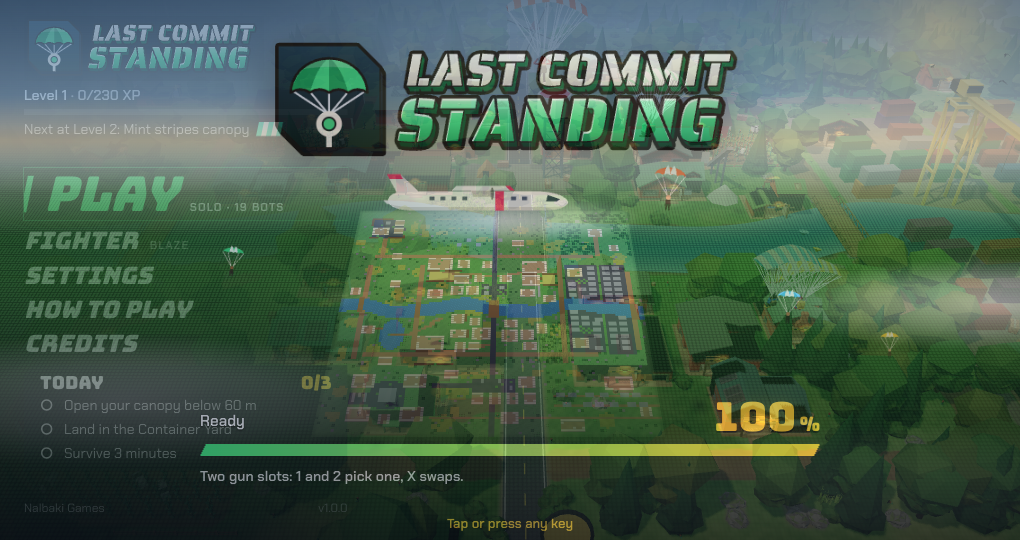 LAST COMMIT
STANDING
LAST COMMIT
STANDING
Level 1 · 0/230 XP
Next at Level 2: Mint stripes canopy
PLAY SOLO · 19 BOTS
FIGHTER BLAZE
SETTINGS
HOW TO PLAY
CREDITS
TODAY 0/3
Open your canopy below 60 m
Land in the Container Yard
Survive 3 minutes
Ready 100 %
Two gun slots: 1 and 2 pick one, X swaps.
Nalbaki Games v1.0.0
Tap or press any key